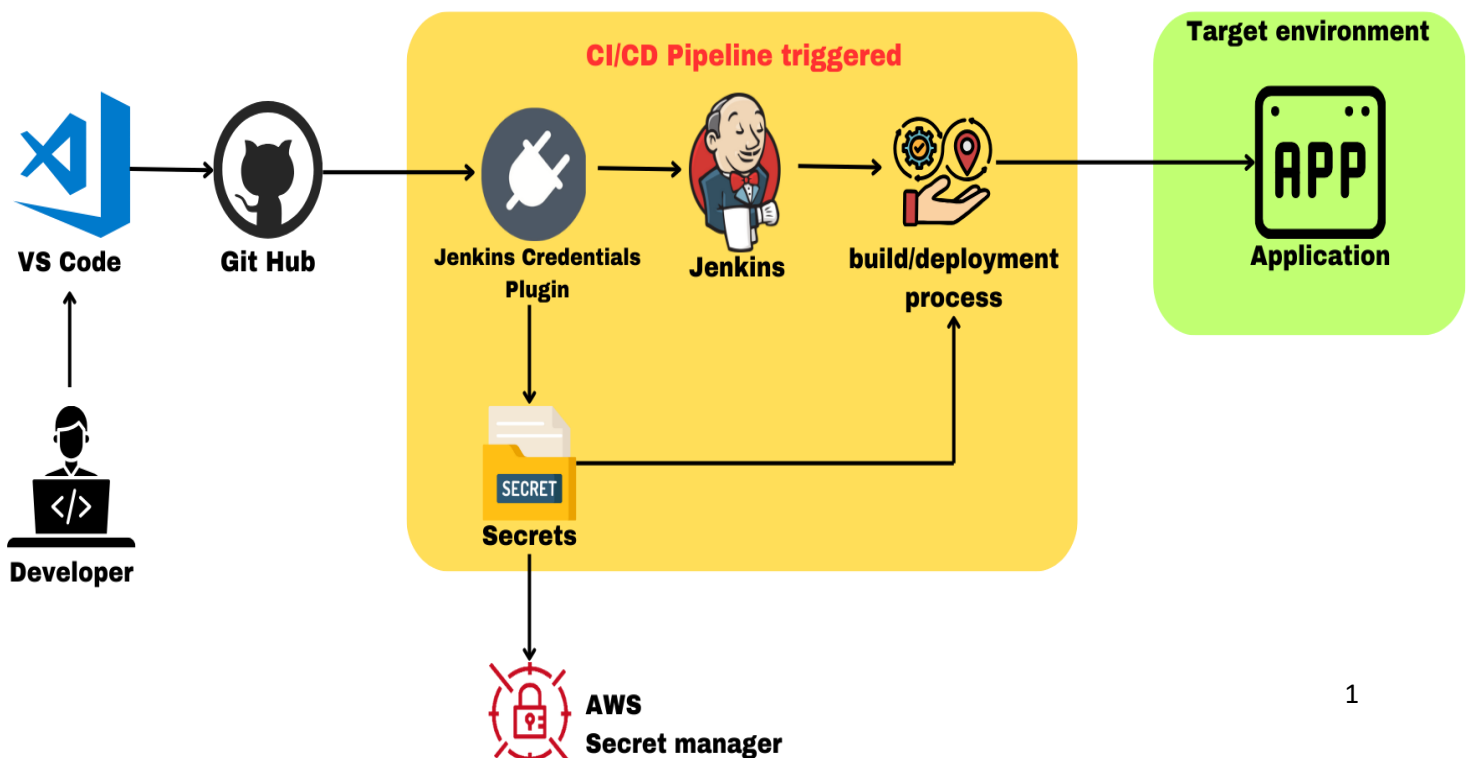 CI/CD Pipeline triggered
Target environment
APP
VS Code
Git Hub
Jenkins Credentials
Plugin
Jenkins
build/deployment
process
Application
SECRET
Secrets
</>
Developer
AWS
Secret manager
1